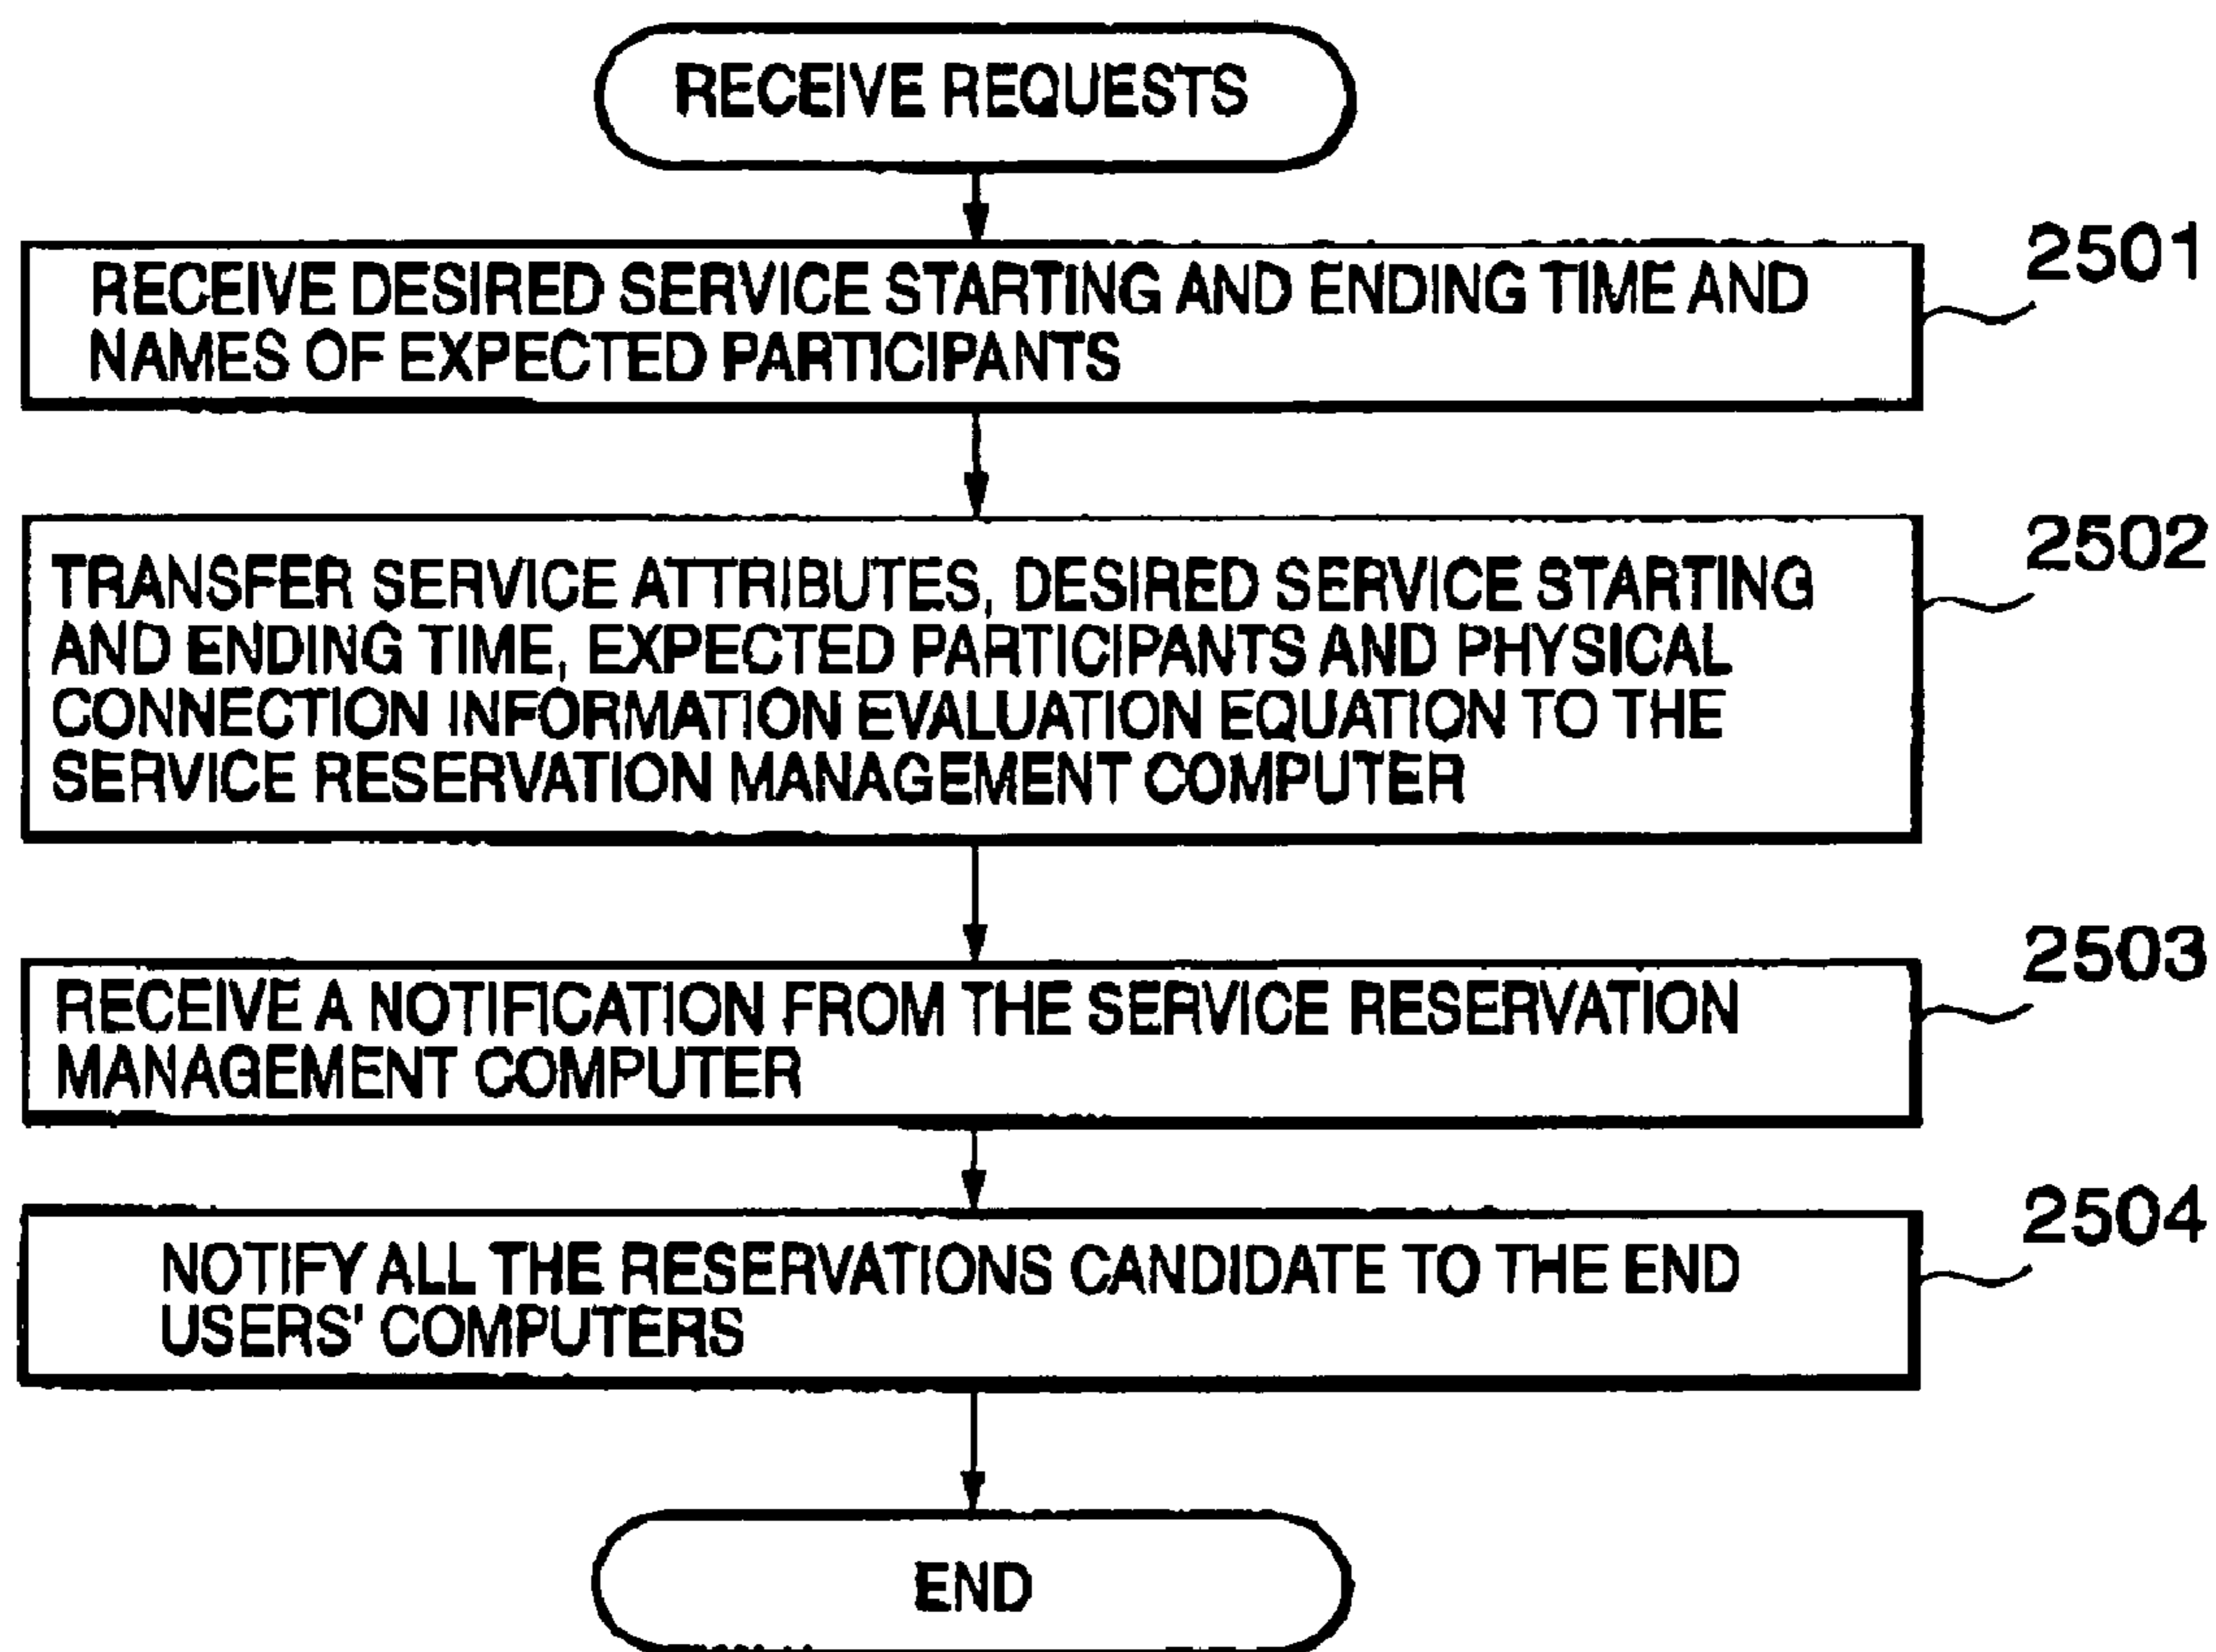 RECEIVE REQUESTS
RECEIVE DESIRED SERVICE STARTING AND ENDING TIME AND
NAMES OF EXPECTED PARTICIPANTS
2501
TRANSFER SERVICE ATTRIBUTES, DESIRED SERVICE STARTING
AND ENDING TIME, EXPECTED PARTICIPANTS AND PHYSICAL
CONNECTION INFORMATION EVALUATION EQUATION TO THE
SERVICE RESERVATION MANAGEMENT COMPUTER
2502
RECEIVE A NOTIFICATION FROM THE SERVICE RESERVATION
MANAGEMENT COMPUTER
2503
NOTIFY ALL THE RESERVATIONS CANDIDATE TO THE END
USERS' COMPUTERS
2504
END